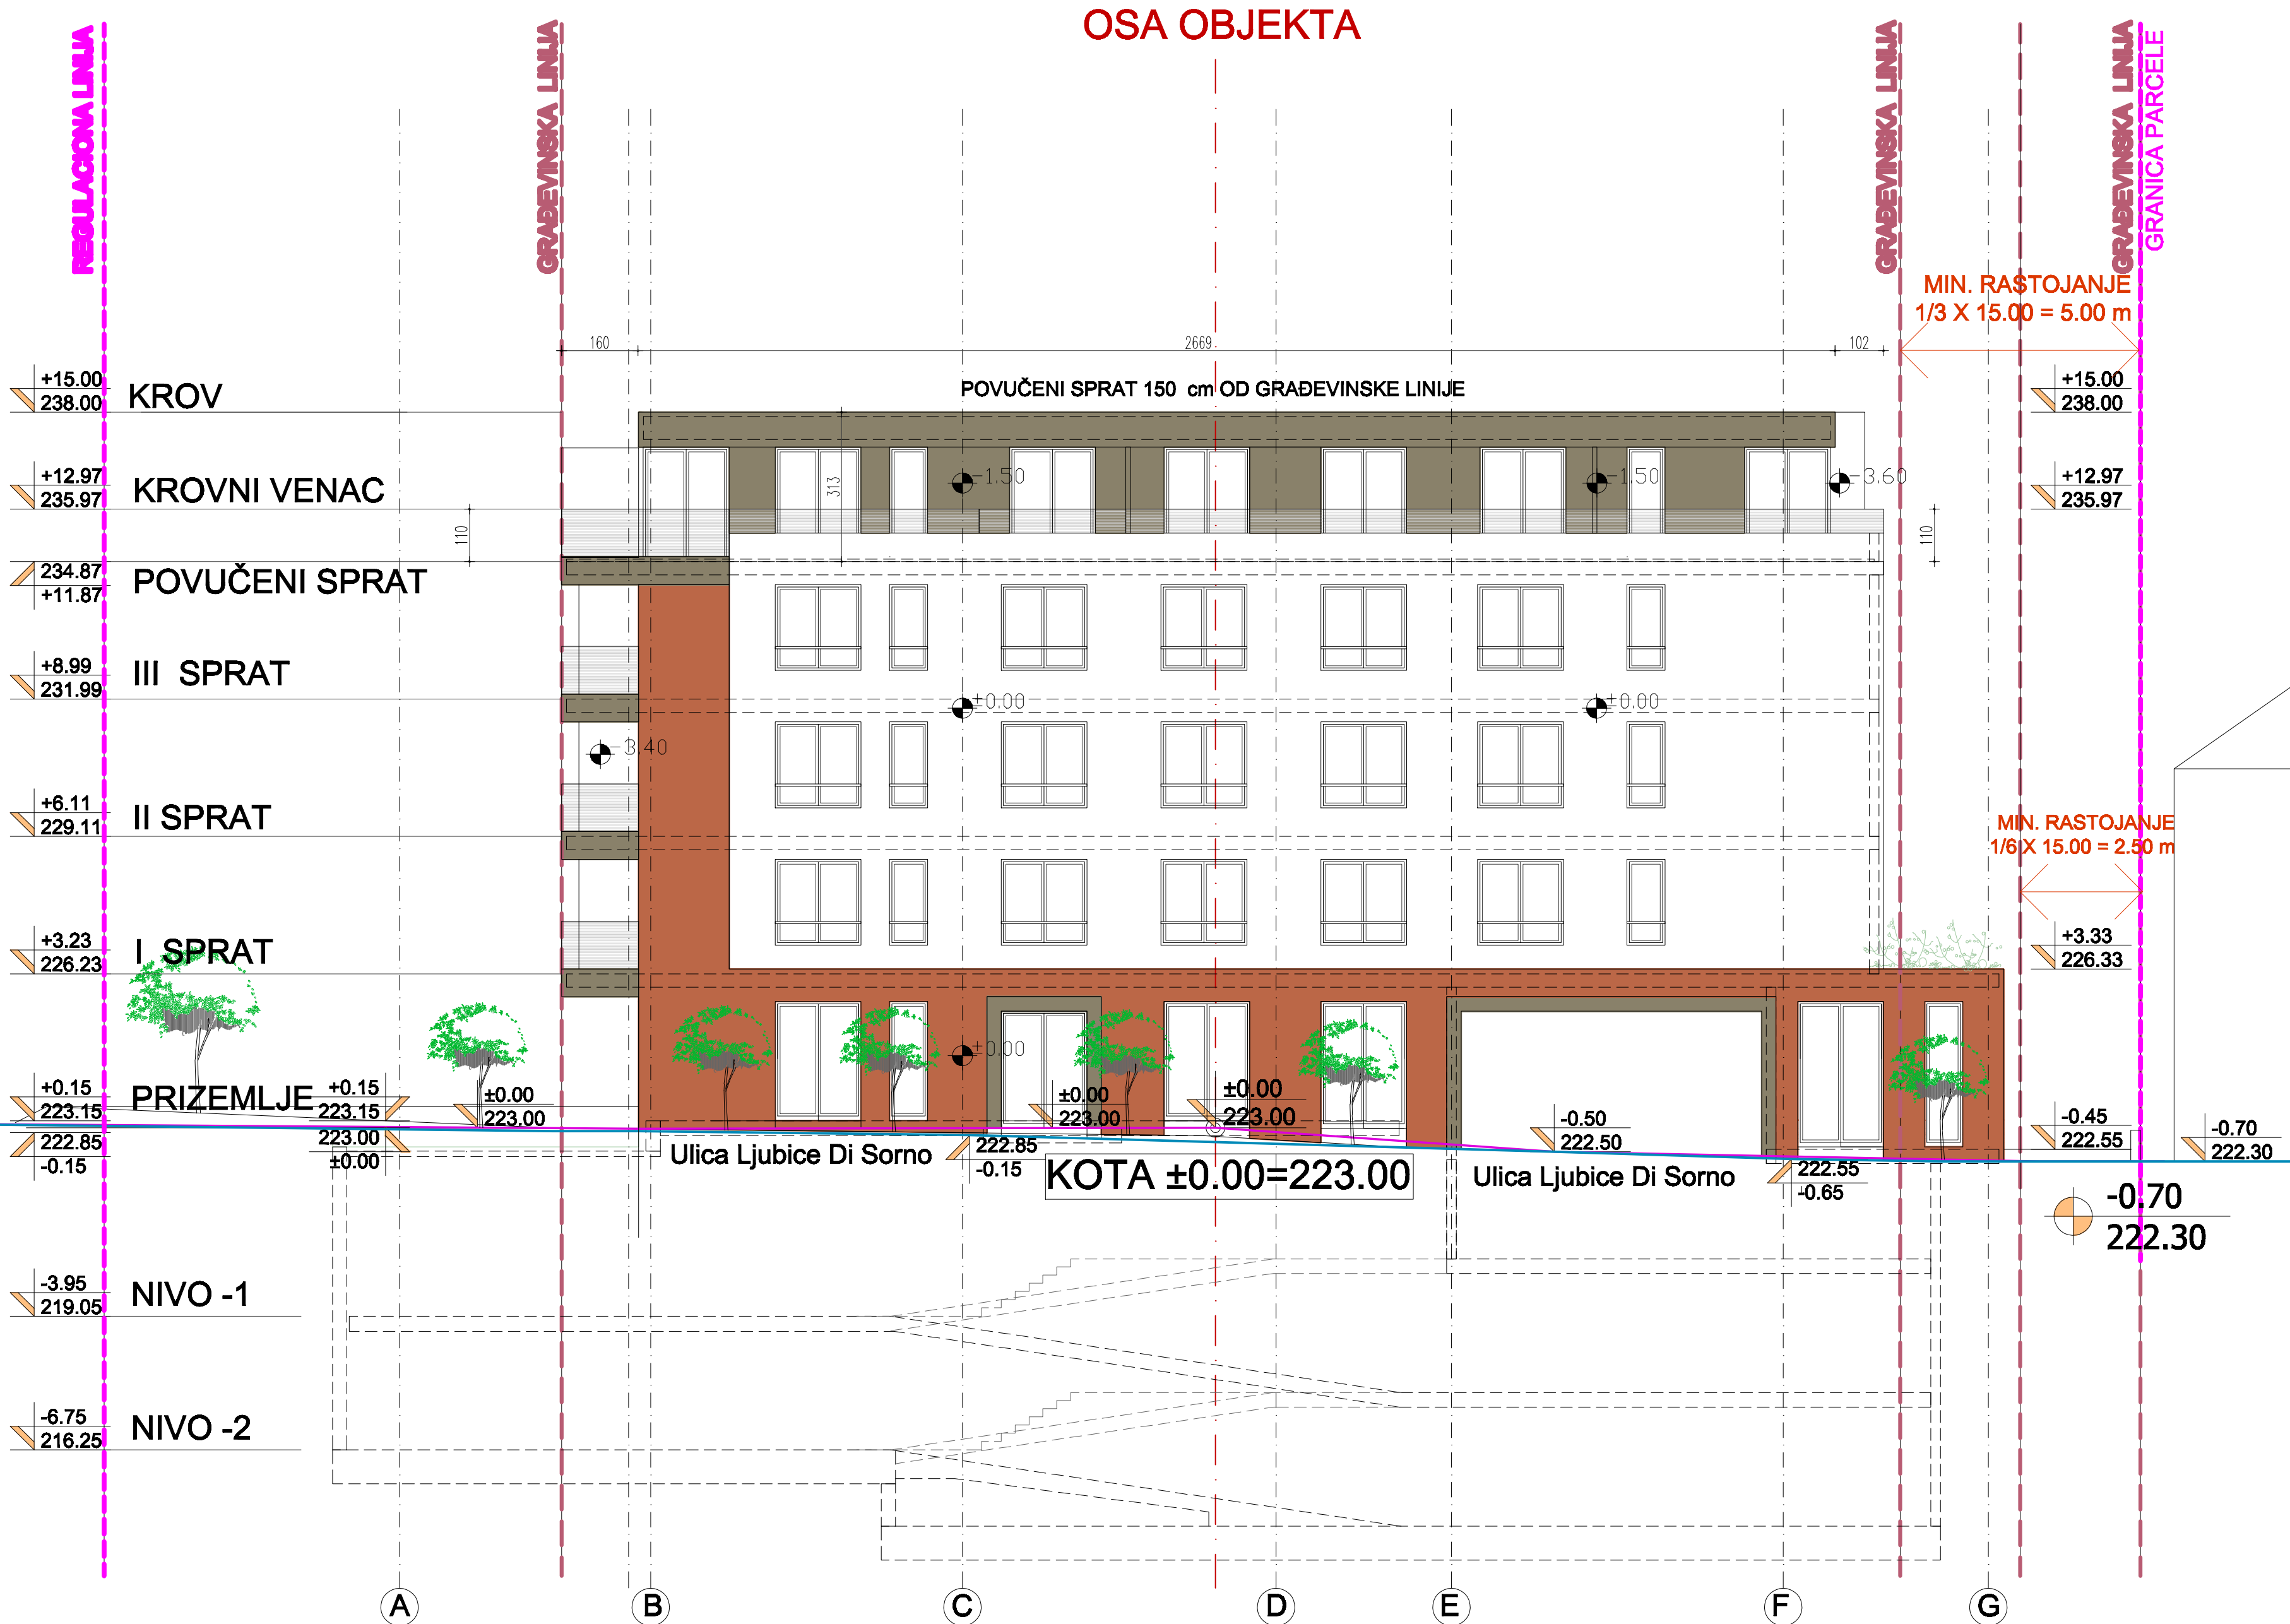 OSA OBJEKTA
REGULACIONA LINIJA
GRAĐEVINSKA LINIJA
GRAĐEVINSKA LINIJA
GRAĐEVINSKA LINIJA
GRANICA PARCELE
MIN. RASTOJANJE
1/3 X 15.00 = 5.00 m
160
2669
102
POVUČENI SPRAT 150 cm OD GRAĐEVINSKE LINIJE
+15.00
238.00
KROV
+15.00
238.00
+12.97
235.97
KROVNI VENAC
-1.50
-1.50
-3.60
+12.97
235.97
313
110
110
234.87
+11.87
POVUČENI SPRAT
+8.99
231.99
III SPRAT
±0.00
±0.00
-3.40
+6.11
229.11
II SPRAT
MIN. RASTOJANJE
1/6 X 15.00 = 2.50 m
+3.23
226.23
I SPRAT
+3.33
226.33
±0.00
+0.15
223.15
PRIZEMLJE
+0.15
223.15
±0.00
223.00
±0.00
223.00
±0.00
223.00
-0.50
222.50
-0.45
222.55
-0.70
222.30
222.85
-0.15
223.00
±0.00
Ulica Ljubice Di Sorno
222.85
-0.15
KOTA ±0.00=223.00
Ulica Ljubice Di Sorno
222.55
-0.65
-0.70
222.30
-3.95
219.05
NIVO -1
-6.75
216.25
NIVO -2
A
B
C
D
E
F
G